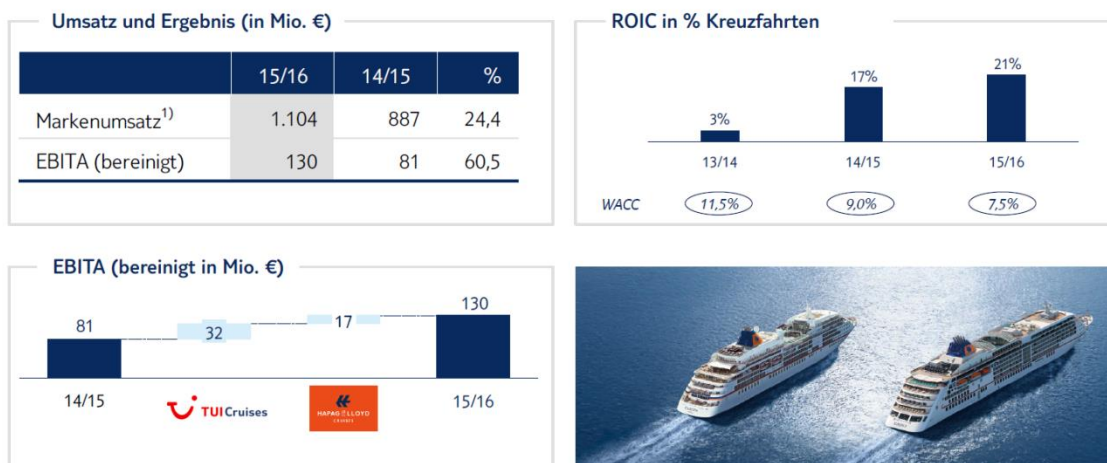 Umsatz und Ergebnis (in Mio. €)
15/16 14/15 %
Markenumsatz1) 1.104 887 24,4
EBITA (bereinigt) 130 81 60,5
ROIC in % Kreuzfahrten
3% 17% 21%
13/14 14/15 15/16
WACC 11,5% 9,0% 7,5%
EBITA (bereinigt in Mio. €)
81 32 17 130
14/15 TUI Cruises HAPAG LLOYD 15/16
CRUISES